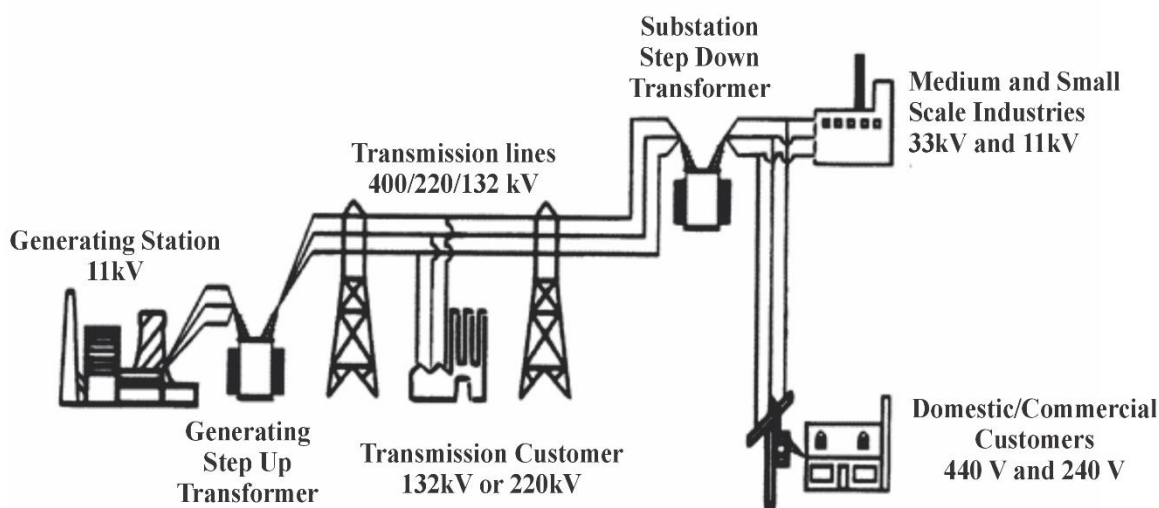 Substation
Step Down
Transformer
Medium and Small
Scale Industries
33kV and 11kV
Transmission lines
400/220/132 kV
Generating Station
11kV
Generating
Step Up
Transformer
Transmission Customer
132kV or 220kV
Domestic/Commercial
Customers
440 V and 240 V